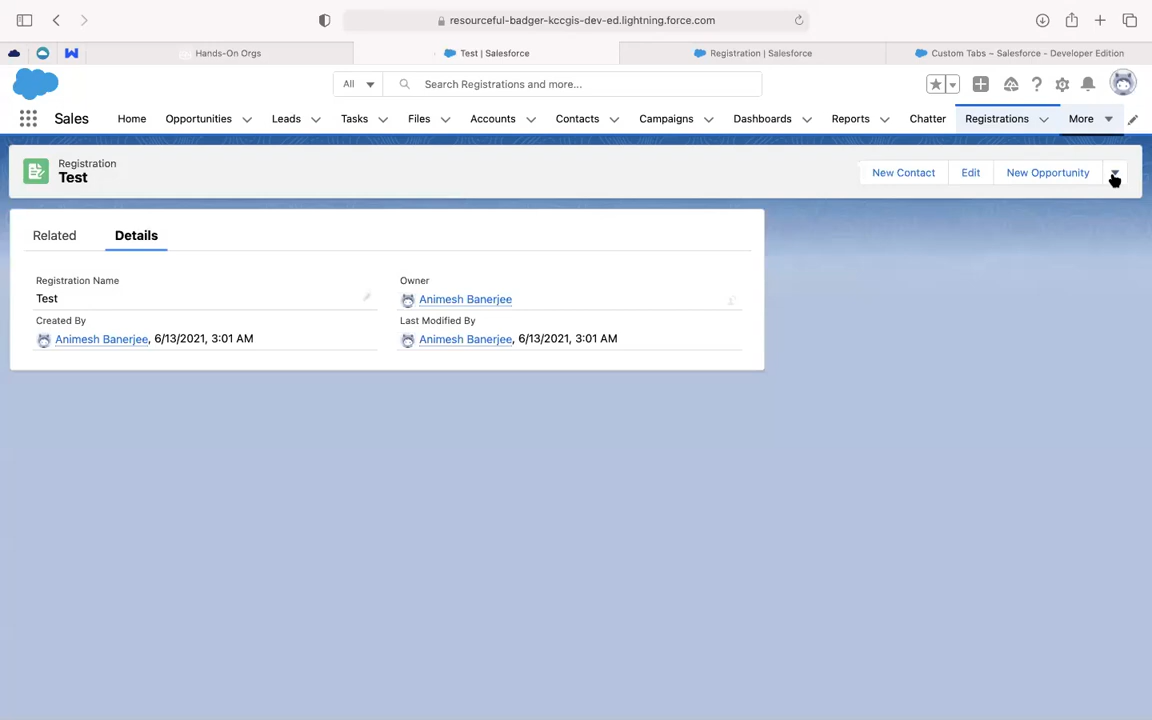 resourceful-badger-kccgis-dev-ed.lightning.force.com
Hands-On Orgs
Test | Salesforce
Registration | Salesforce
Custom Tabs ~ Salesforce - Developer Edition
All
Search Registrations and more...
Sales
Home
Opportunities
Leads
Tasks
Files
Accounts
Contacts
Campaigns
Dashboards
Reports
Chatter
Registrations
More
Registration
Test
New Contact
Edit
New Opportunity
Related
Details
Registration Name
Test
Owner
Animesh Banerjee
Created By
Animesh Banerjee, 6/13/2021, 3:01 AM
Last Modified By
Animesh Banerjee, 6/13/2021, 3:01 AM